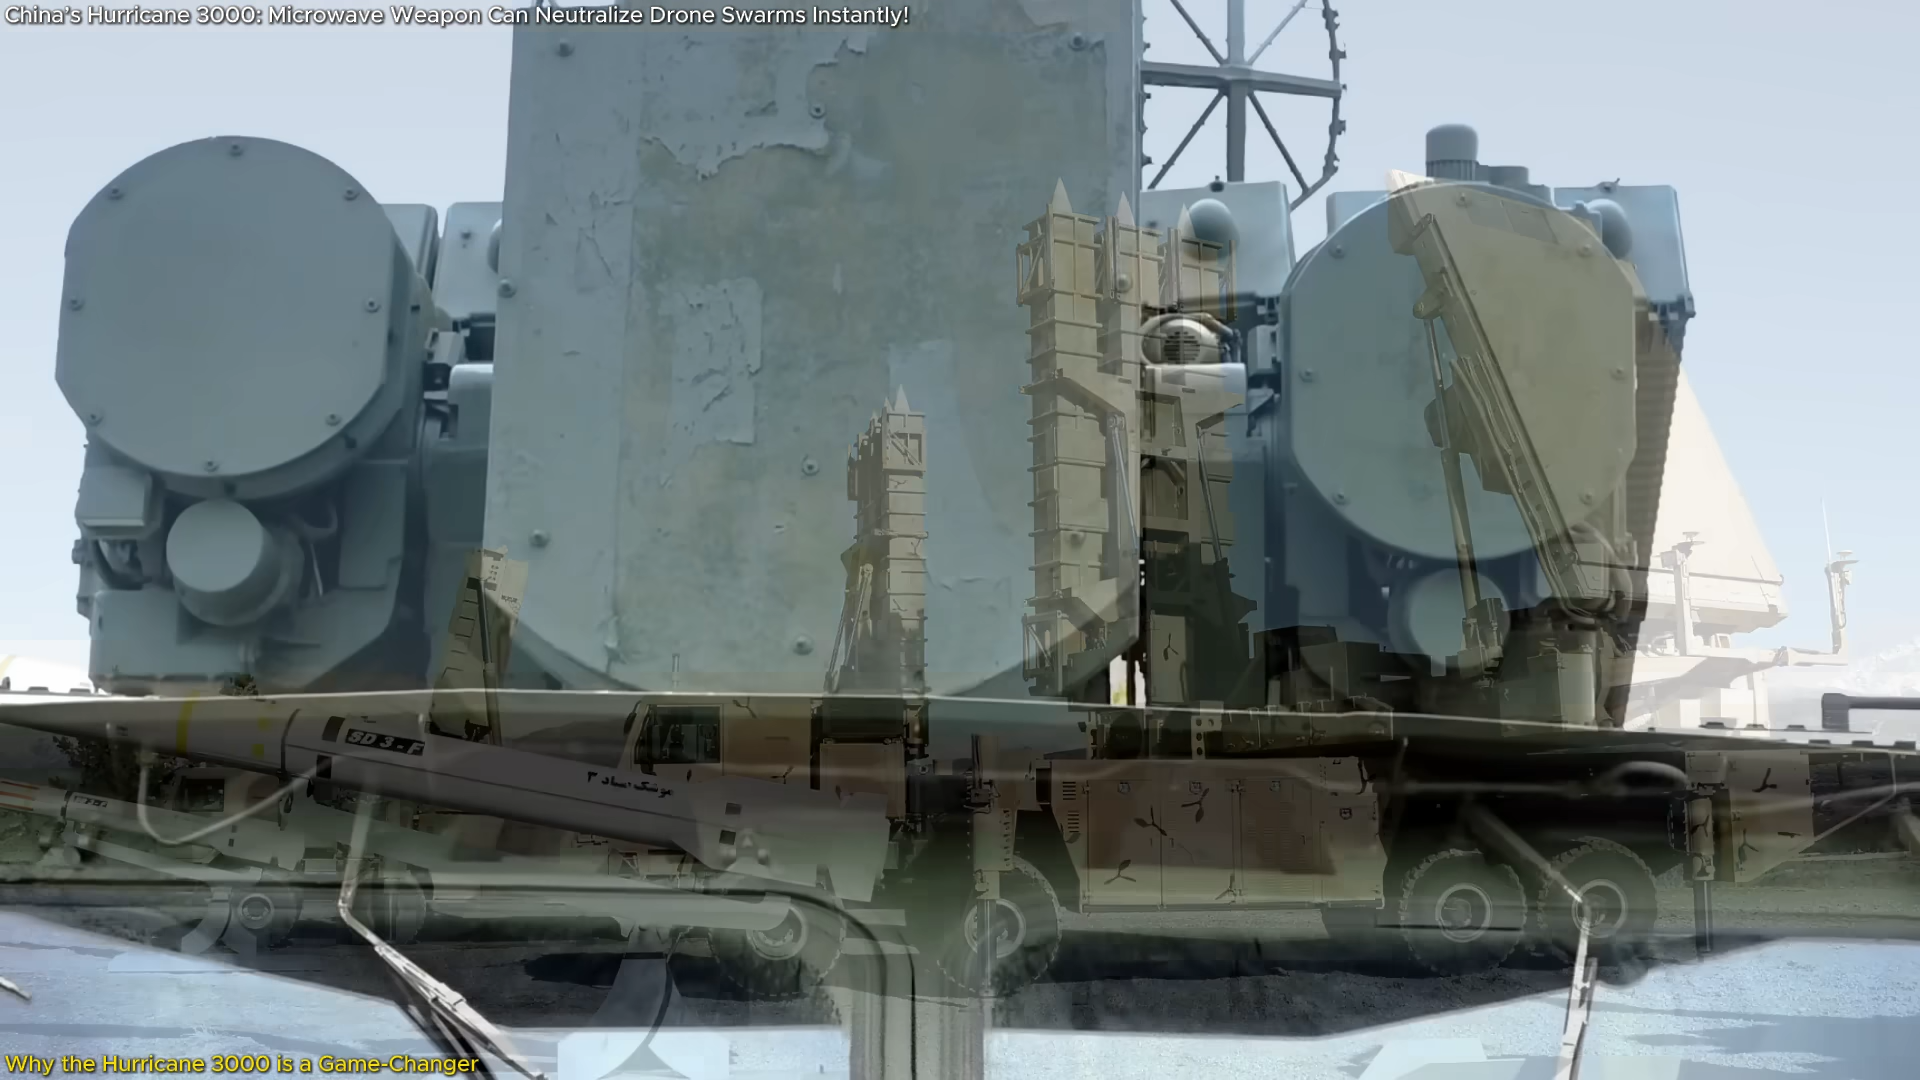 China's Hurricane 3000: Microwave Weapon Can Neutralize Drone Swarms Instantly!
SD 3 - F
موشک صیاد ۳
Why the Hurricane 3000 is a Game-Changer